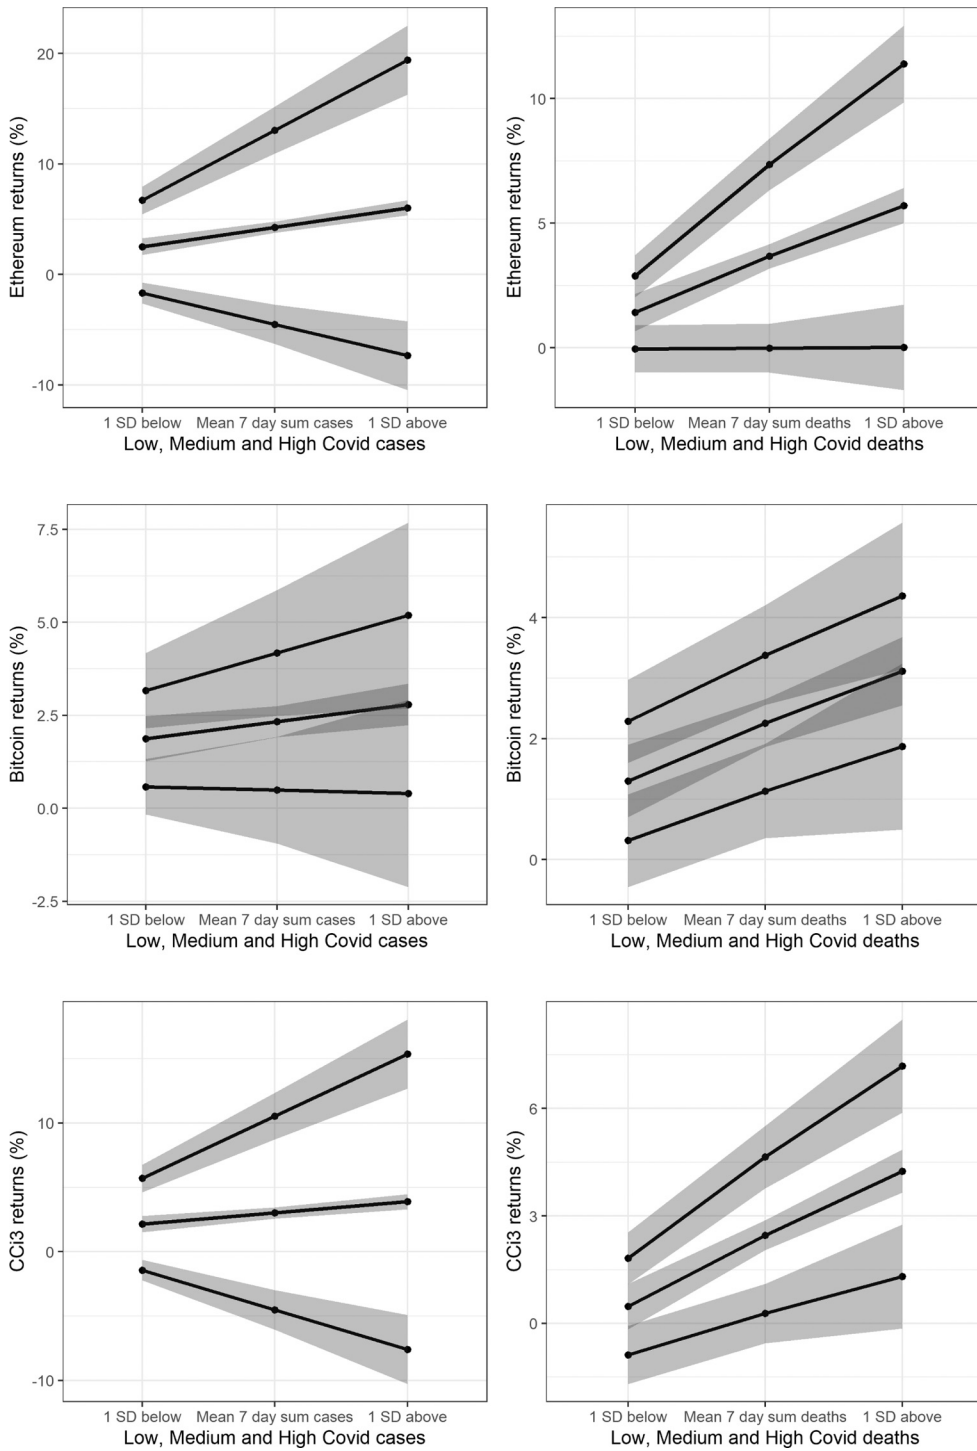 Ethereum returns (%)
20
10
0
-10
1 SD below Mean 7 day sum cases 1 SD above
Low, Medium and High Covid cases
Ethereum returns (%)
10
5
0
1 SD below Mean 7 day sum deaths 1 SD above
Low, Medium and High Covid deaths
Bitcoin returns (%)
7.5
5.0
2.5
0.0
-2.5
1 SD below Mean 7 day sum cases 1 SD above
Low, Medium and High Covid cases
Bitcoin returns (%)
4
2
0
1 SD below Mean 7 day sum deaths 1 SD above
Low, Medium and High Covid deaths
CCi3 returns (%)
10
0
-10
1 SD below Mean 7 day sum cases 1 SD above
Low, Medium and High Covid cases
CCi3 returns (%)
6
3
0
1 SD below Mean 7 day sum deaths 1 SD above
Low, Medium and High Covid deaths